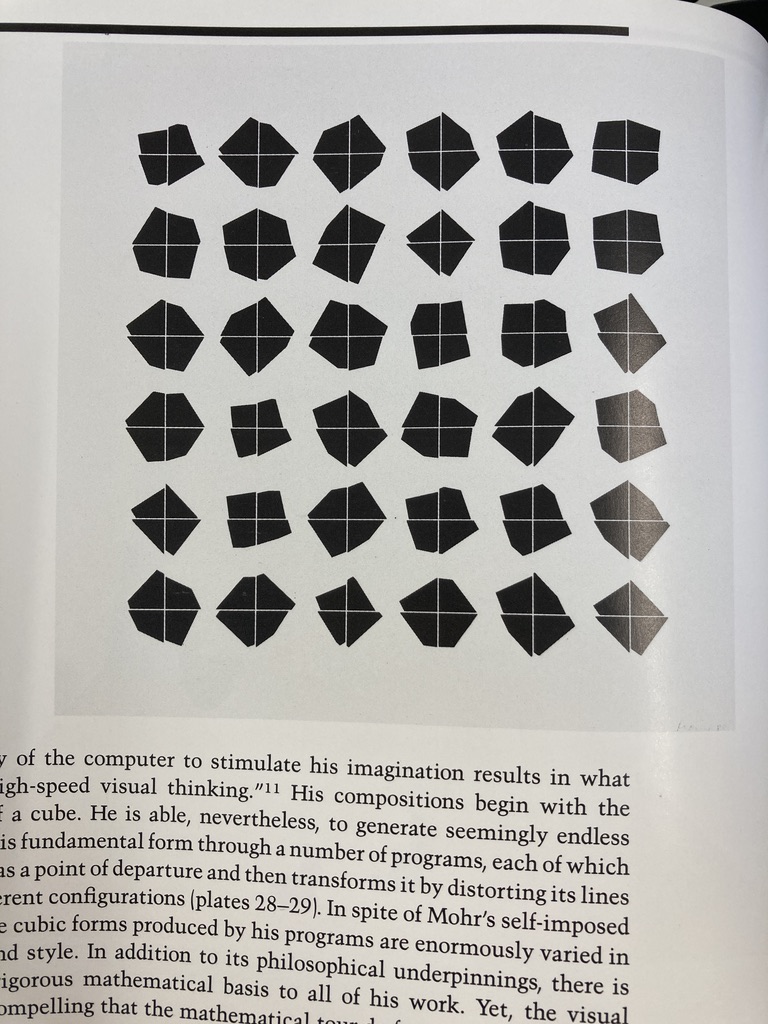 of the computer to stimulate his imagination results in what
igh-speed visual thinking."11 His compositions begin with the
a cube. He is able, nevertheless, to generate seemingly endless
is fundamental form through a number of programs, each of which
as a point of departure and then transforms it by distorting its lines
erent configurations (plates 28–29). In spite of Mohr's self-imposed
e cubic forms produced by his programs are enormously varied in
nd style. In addition to its philosophical underpinnings, there is
igorous mathematical basis to all of his work. Yet, the visual
ompelling that the mathematical